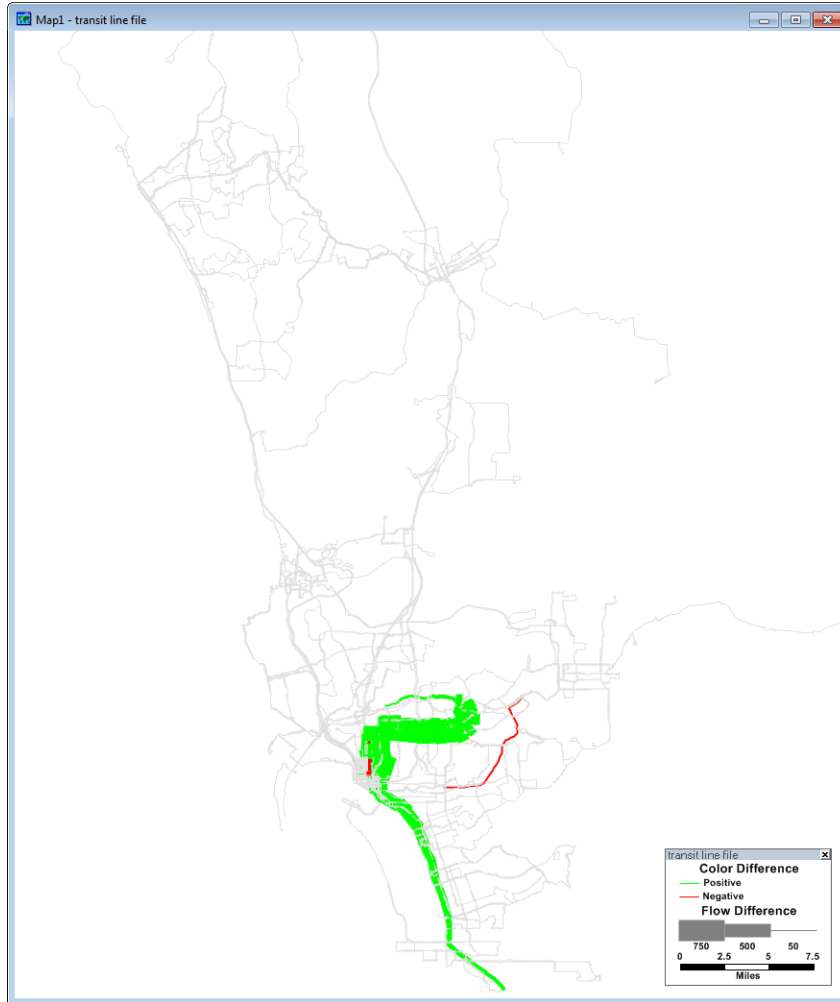 Map1 - transit line file
transit line file
Color Difference
Positive
Negative
Flow Difference
750 500 50
0 2.5 5 7.5
Miles